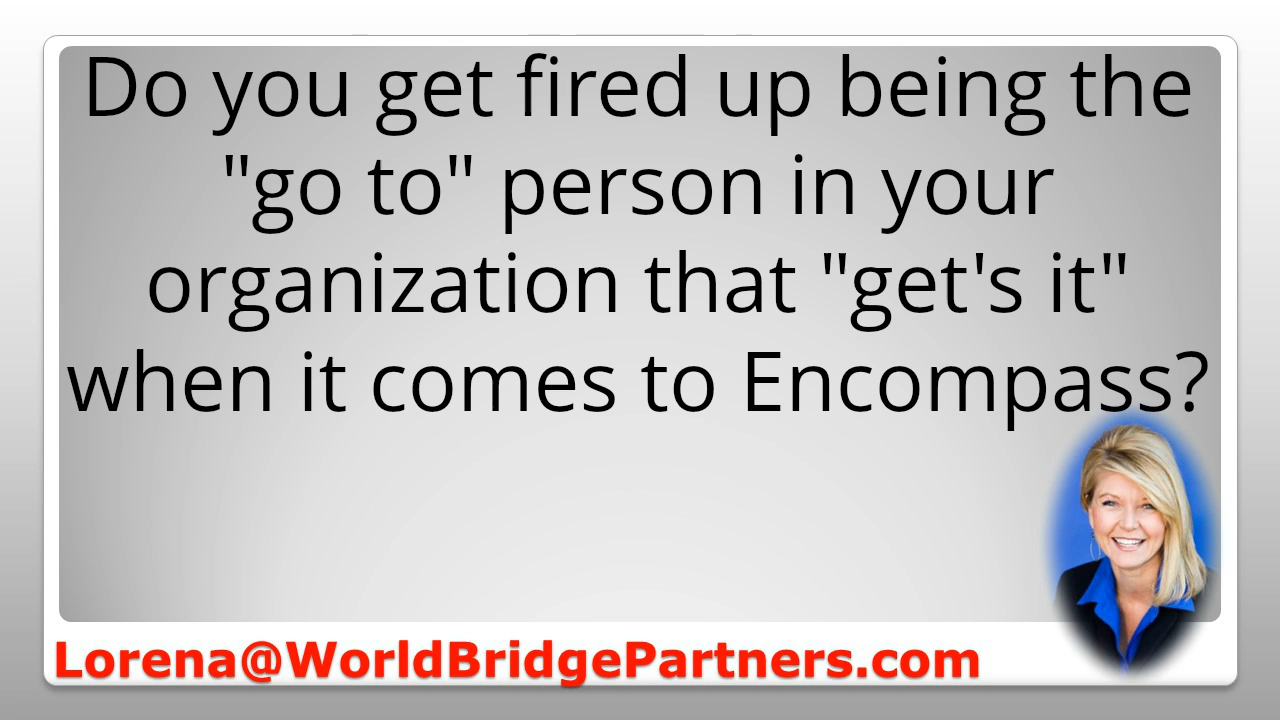 Do you get fired up being the
"go to" person in your
organization that "get's it"
when it comes to Encompass?
Lorena@WorldBridgePartners.com